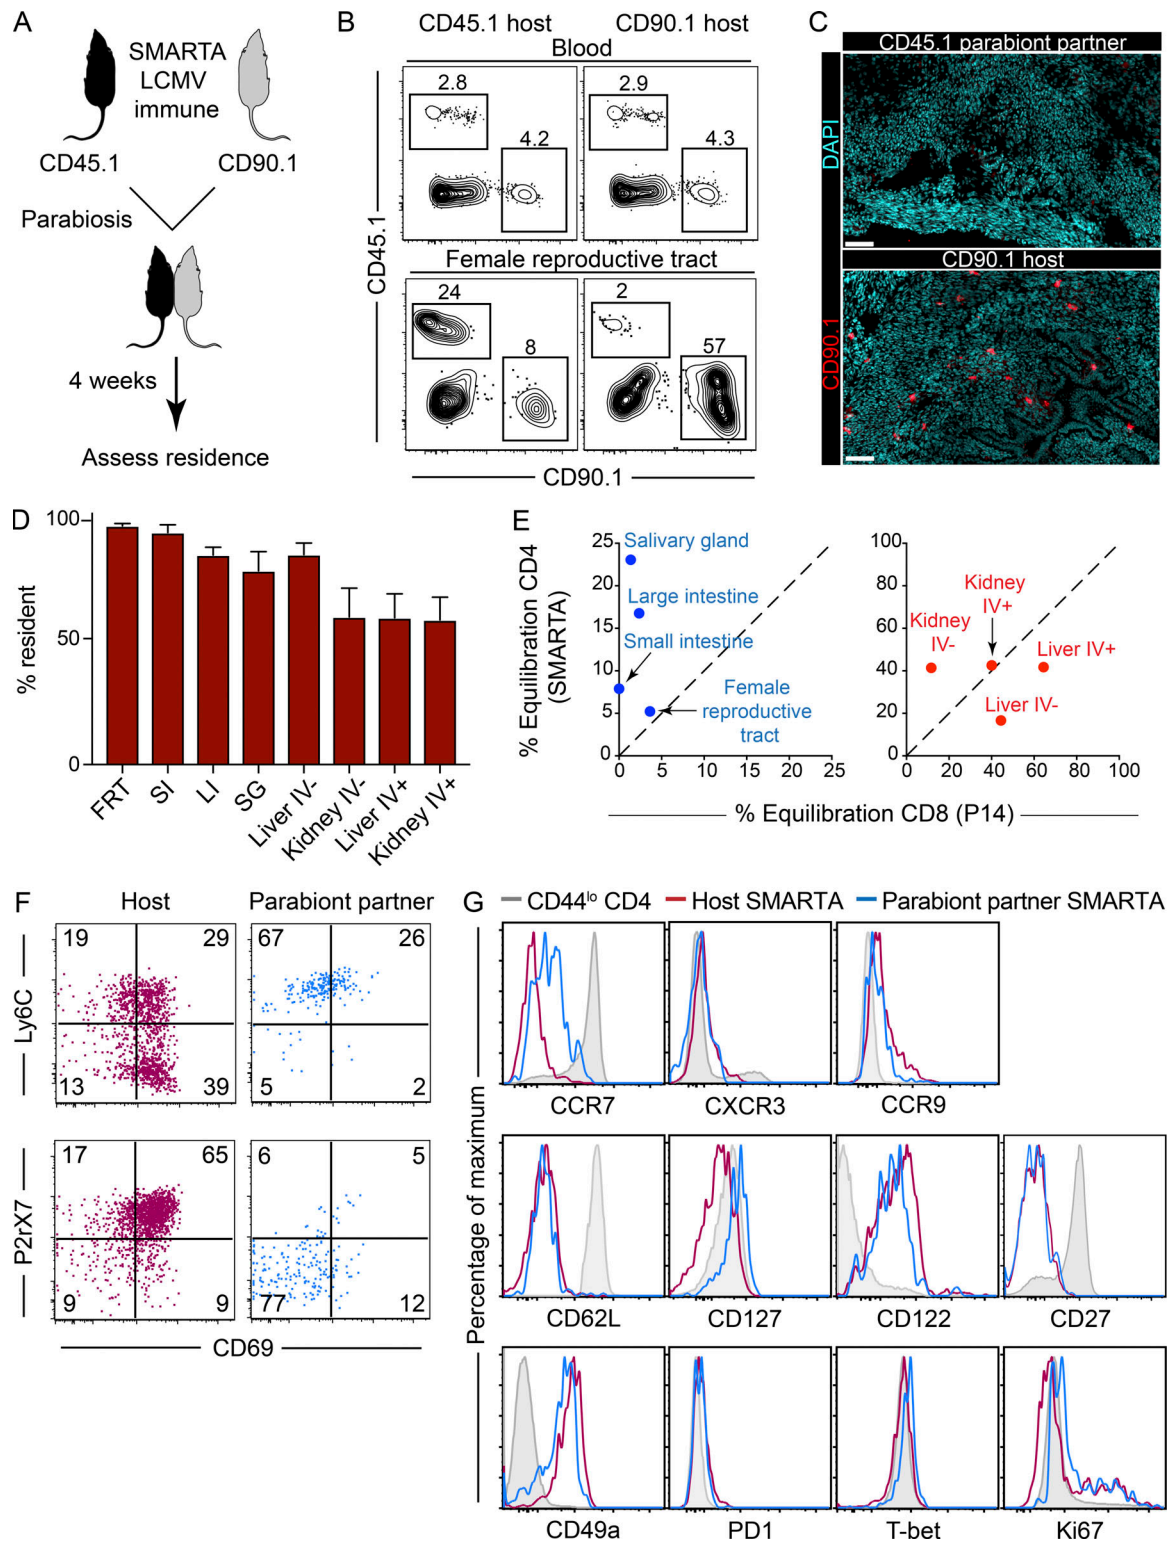 A
SMARTA
LCMV
immune
CD45.1
CD90.1
Parabiosis
4 weeks
Assess residence
B
CD45.1 host
CD90.1 host
Blood
2.8
4.2
2.9
4.3
Female reproductive tract
24
8
2
57
CD45.1
CD90.1
C
CD45.1 parabiont partner
DAPI
CD90.1 host
CD90.1
D
% resident
100
50
0
FRT
SI
LI
SG
Liver IV-
Kidney IV-
Liver IV+
Kidney IV+
E
% Equilibration CD4
(SMARTA)
25
20
15
10
5
0
Salivary gland
Large intestine
Small intestine
Female
reproductive
tract
0 5 10 15 20 25
100
80
60
40
20
0
Kidney
IV+
Kidney
IV-
Liver IV+
Liver IV-
0 20 40 60 80 100
% Equilibration CD8 (P14)
F
Host
Parabiont partner
Ly6C
19 29
13 39
67 26
5 2
P2rX7
17 65
9 9
6 5
77 12
CD69
G
CD44lo CD4
Host SMARTA
Parabiont partner SMARTA
Percentage of maximum
CCR7
CXCR3
CCR9
CD62L
CD127
CD122
CD27
CD49a
PD1
T-bet
Ki67